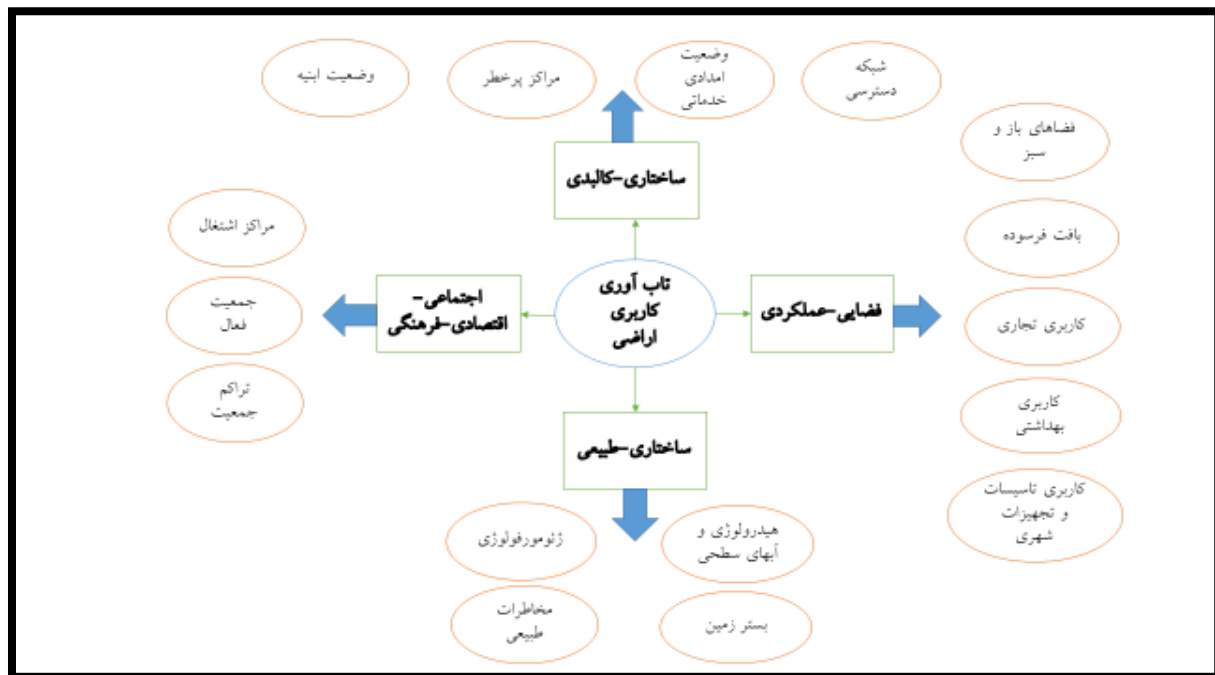 شبکه
دسترسی
وضعیت
امدادی
خدماتی
مراکز پرخطر
وضعیت ابنیه
ساختاری-کالبدی
فضاهای باز و
سبز
بافت فرسوده
کاربری تجاری
کاربری
بهداشتی
کاربری تاسیسات
و تجهیزات
شهری
فضایی-عملکردی
تاب آوری
کاربری
اراضی
اجتماعی-
اقتصادی-فرهنگی
مراکز اشتغال
جمعیت
فعال
تراکم
جمعیت
ساختاری-طبیعی
هیدرولوژی و
آبهای سطحی
ژئومورفولوژی
بستر زمین
مخاطرات
طبیعی